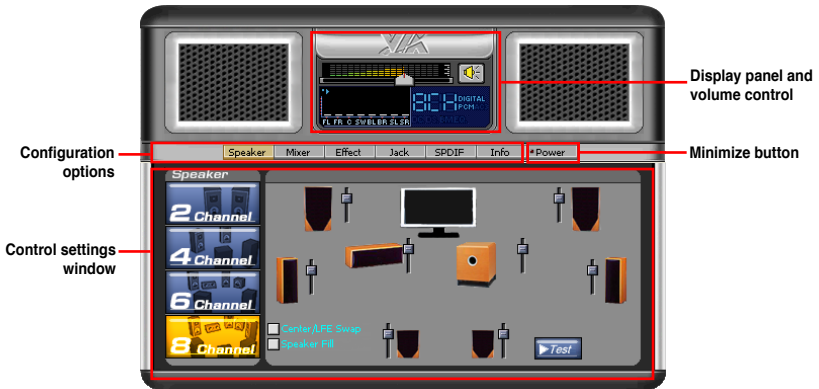 VIA
8CH DIGITAL
PCM
FL FR C SW BL BR SL SR
Display panel and
volume control
Configuration
options
Speaker Mixer Effect Jack SPDIF Info Power
Minimize button
Speaker
2 Channel
4 Channel
6 Channel
8 Channel
Control settings
window
Center/LFE Swap
Speaker Fill
Test